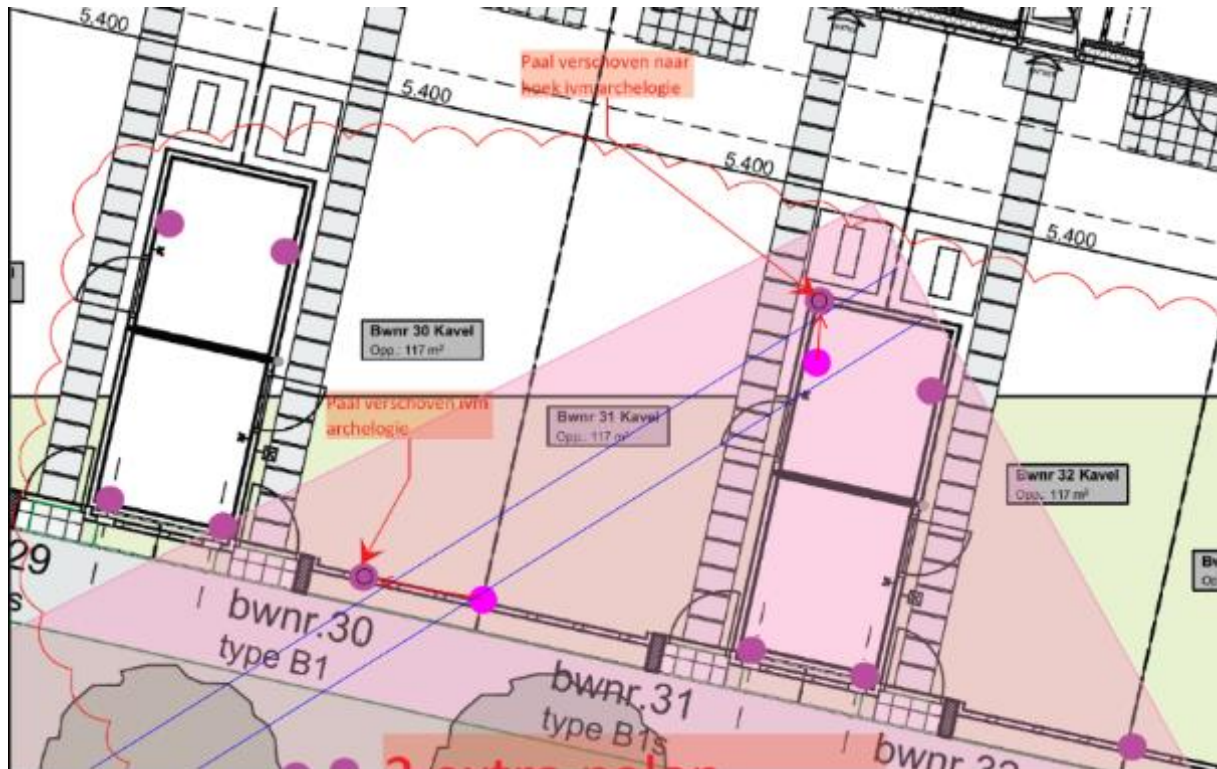 5.400
Paal verschoven naar
hoek ivm archelogie
5.400
5.400
5.400
Bwnr 30 Kavel
Opp.: 117 m²
Paal verschoven ivm
archelogie
Bwnr 31 Kavel
Opp.: 117 m²
Bwnr 32 Kavel
Opp.: 117 m²
29
s
bwnr.30
type B1
bwnr.31
type B1s